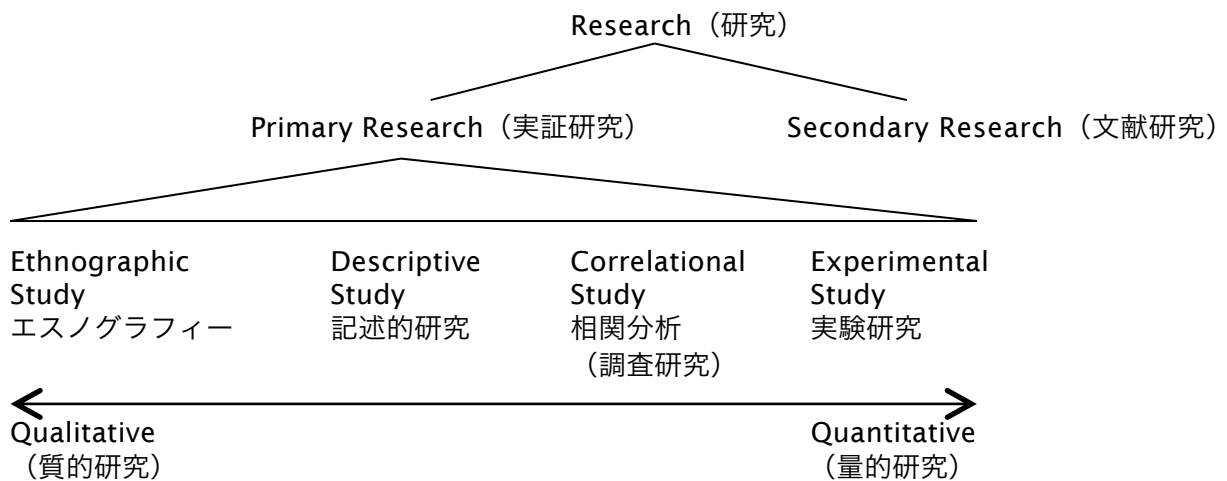 Research（研究）
Primary Research（実証研究）
Secondary Research（文献研究）
Ethnographic
Study
エスノグラフィー
Descriptive
Study
記述的研究
Correlational
Study
相関分析
（調査研究）
Experimental
Study
実験研究
Qualitative
（質的研究）
Quantitative
（量的研究）